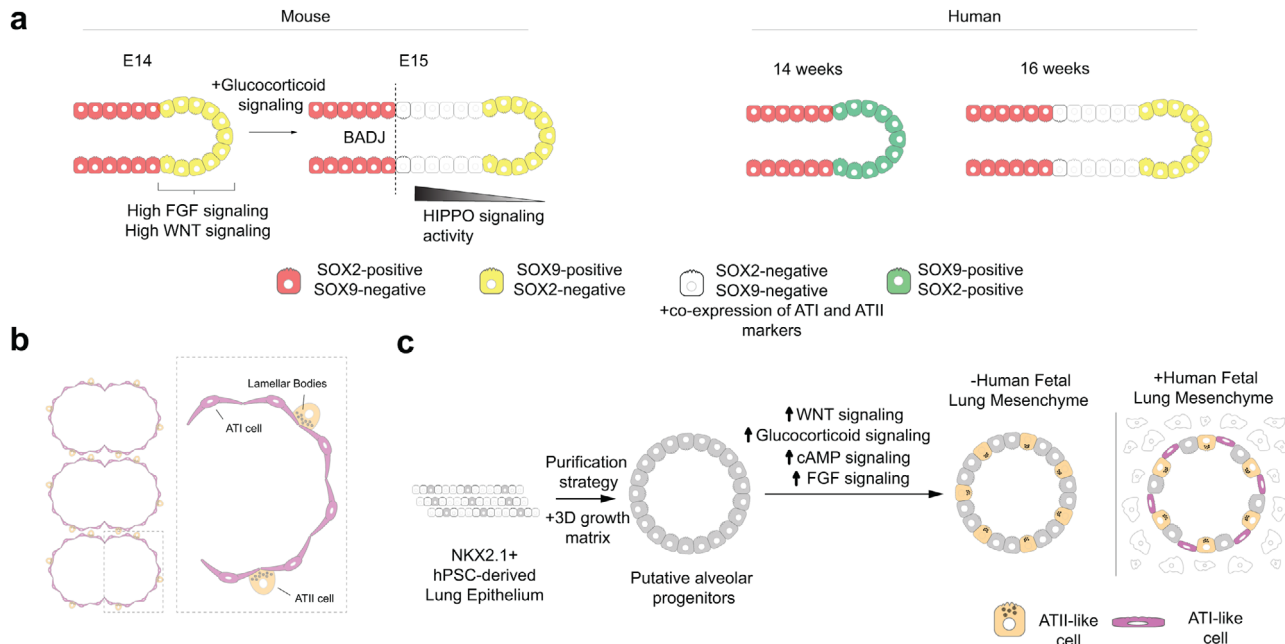 a
Mouse
Human
E14
+Glucocorticoid
signaling
E15
14 weeks
16 weeks
BADJ
High FGF signaling
High WNT signaling
HIPPO signaling
activity
SOX2-positive
SOX9-negative
SOX9-positive
SOX2-negative
SOX2-negative
SOX9-negative
+co-expression of ATI and ATII
markers
SOX9-positive
SOX2-positive
b
Lamellar Bodies
ATI cell
ATII cell
c
NKX2.1+
hPSC-derived
Lung Epithelium
Purification
strategy
+3D growth
matrix
Putative alveolar
progenitors
WNT signaling
Glucocorticoid signaling
cAMP signaling
FGF signaling
-Human Fetal
Lung Mesenchyme
+Human Fetal
Lung Mesenchyme
ATII-like
cell
ATI-like
cell